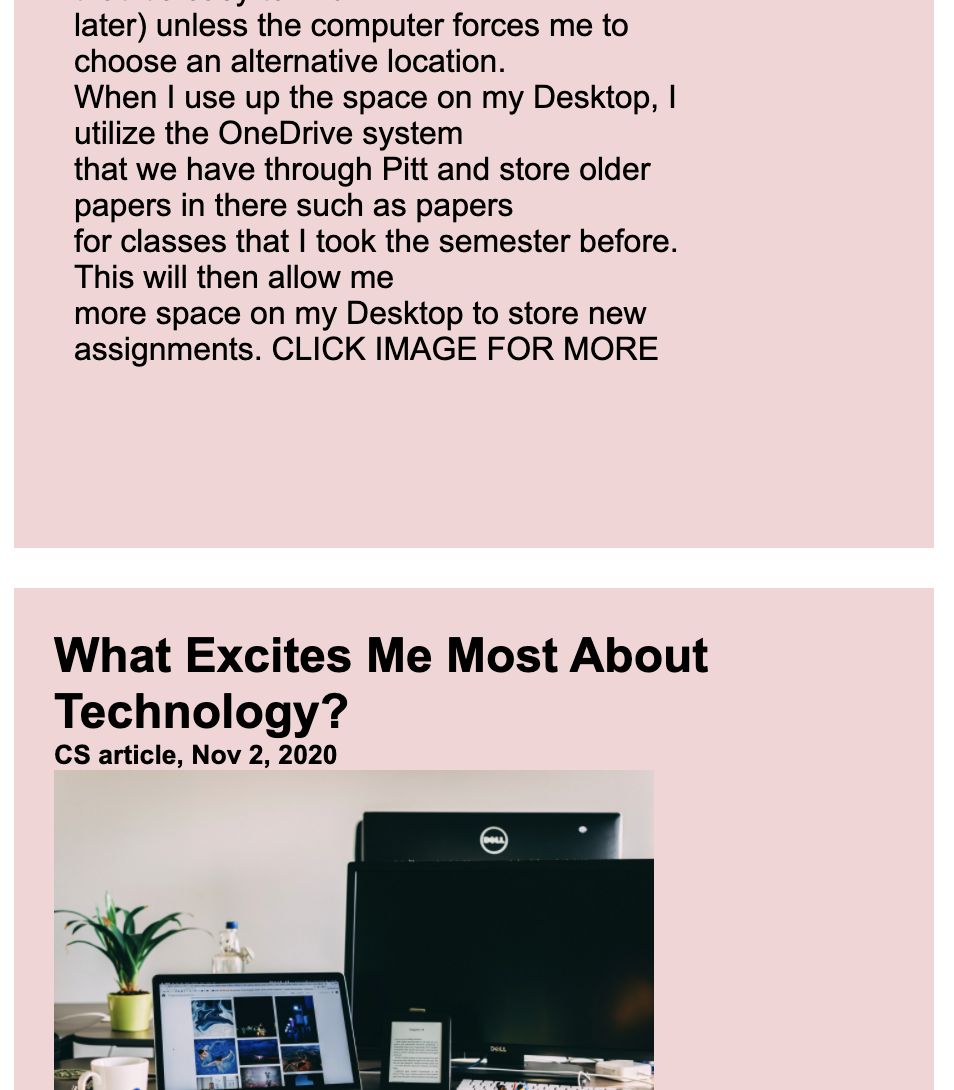 later) unless the computer forces me to
choose an alternative location.
When I use up the space on my Desktop, I
utilize the OneDrive system
that we have through Pitt and store older
papers in there such as papers
for classes that I took the semester before.
This will then allow me
more space on my Desktop to store new
assignments. CLICK IMAGE FOR MORE
What Excites Me Most About
Technology?
CS article, Nov 2, 2020
DELL
DELL